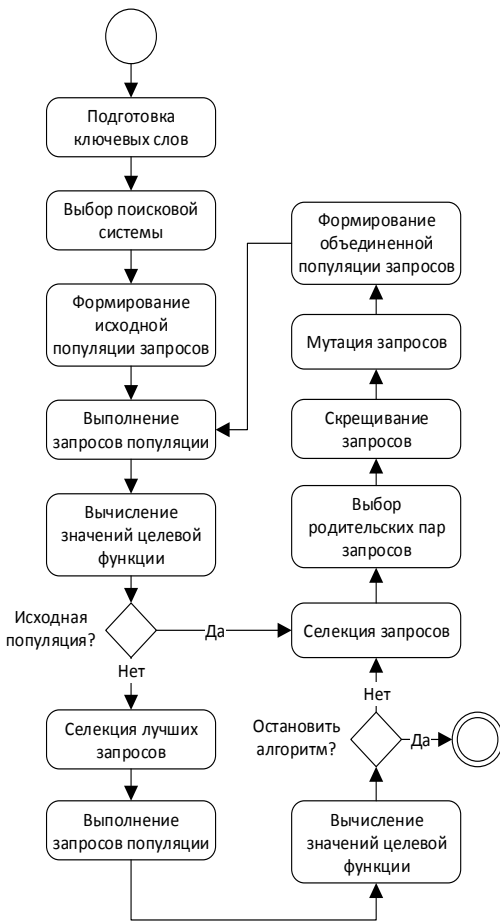 Подготовка
ключевых слов
Выбор поисковой
системы
Формирование
исходной
популяции запросов
Выполнение
запросов популяции
Вычисление
значений целевой
функции
Исходная
популяция?
Да
Нет
Селекция лучших
запросов
Выполнение
запросов популяции
Формирование
объединенной
популяции запросов
Мутация запросов
Скрещивание
запросов
Выбор
родительских пар
запросов
Селекция запросов
Нет
Остановить
алгоритм?
Да
Вычисление
значений целевой
функции